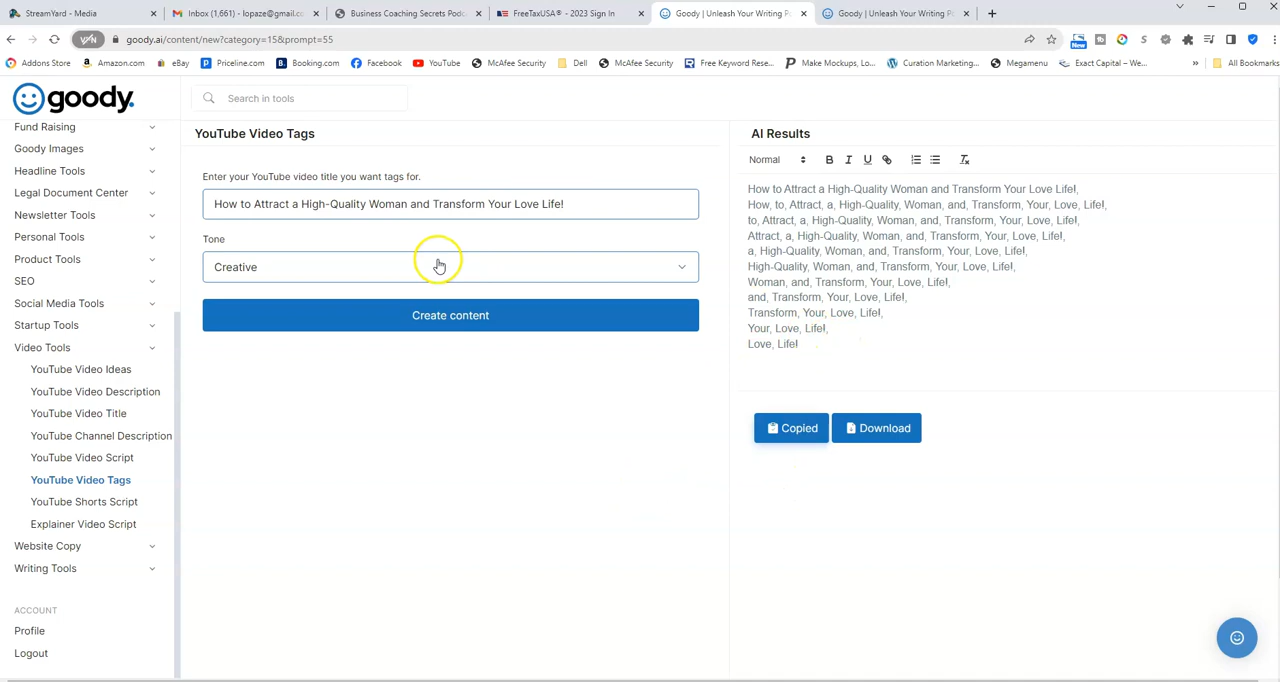 StreamYard - Media
Inbox (1,661) - lopaze@gmail.co
Business Coaching Secrets Podc
FreeTaxUSA® - 2023 Sign In
Goody | Unleash Your Writing Po
Goody | Unleash Your Writing P
goody.ai/content/new?category=15&prompt=55
New
Addons Store
Amazon.com
eBay
Priceline.com
Booking.com
Facebook
YouTube
McAfee Security
Dell
McAfee Security
Free Keyword Rese...
Make Mockups, Lo...
Curation Marketing...
Megamenu
Exact Capital – We...
»
All Bookmarks
goody.
Search in tools
Fund Raising
Goody Images
Headline Tools
Legal Document Center
Newsletter Tools
Personal Tools
Product Tools
SEO
Social Media Tools
Startup Tools
Video Tools
YouTube Video Ideas
YouTube Video Description
YouTube Video Title
YouTube Channel Description
YouTube Video Script
YouTube Video Tags
YouTube Shorts Script
Explainer Video Script
Website Copy
Writing Tools
ACCOUNT
Profile
Logout
YouTube Video Tags
Enter your YouTube video title you want tags for.
How to Attract a High-Quality Woman and Transform Your Love Life!
Tone
Creative
Create content
AI Results
Normal
B I U
How to Attract a High-Quality Woman and Transform Your Love Life!,
How, to, Attract, a, High-Quality, Woman, and, Transform, Your, Love, Life!,
to, Attract, a, High-Quality, Woman, and, Transform, Your, Love, Life!,
Attract, a, High-Quality, Woman, and, Transform, Your, Love, Life!,
a, High-Quality, Woman, and, Transform, Your, Love, Life!,
High-Quality, Woman, and, Transform, Your, Love, Life!,
Woman, and, Transform, Your, Love, Life!,
and, Transform, Your, Love, Life!,
Transform, Your, Love, Life!,
Your, Love, Life!,
Love, Life!
Copied
Download